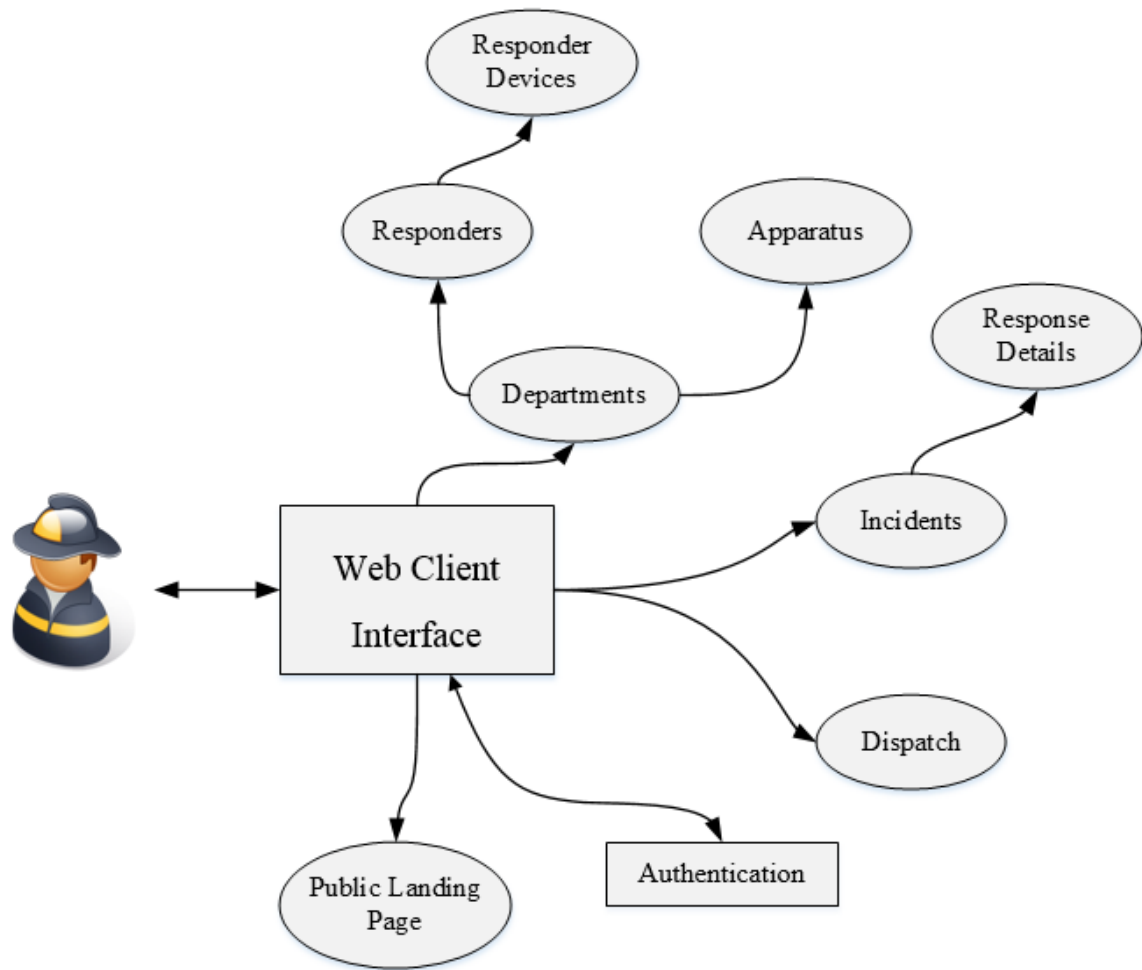 Responder
Devices
Responders
Apparatus
Response
Details
Departments
Incidents
Web Client
Interface
Dispatch
Authentication
Public Landing
Page